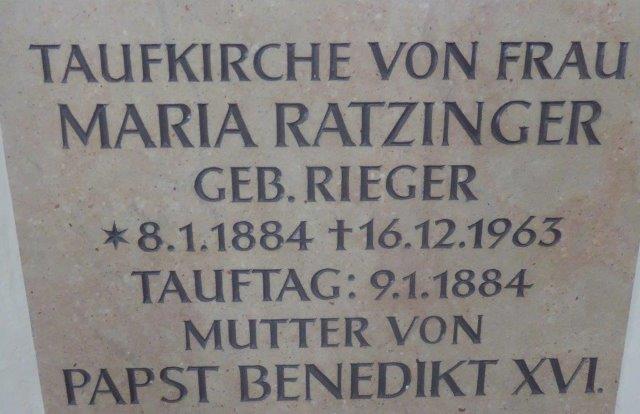 TAUFKIRCHE VON FRAU
MARIA RATZINGER
GEB. RIEGER
*8.1.1884 †16.12.1963
TAUFTAG: 9.1.1884
MUTTER VON
PAPST BENEDIKT XVI.